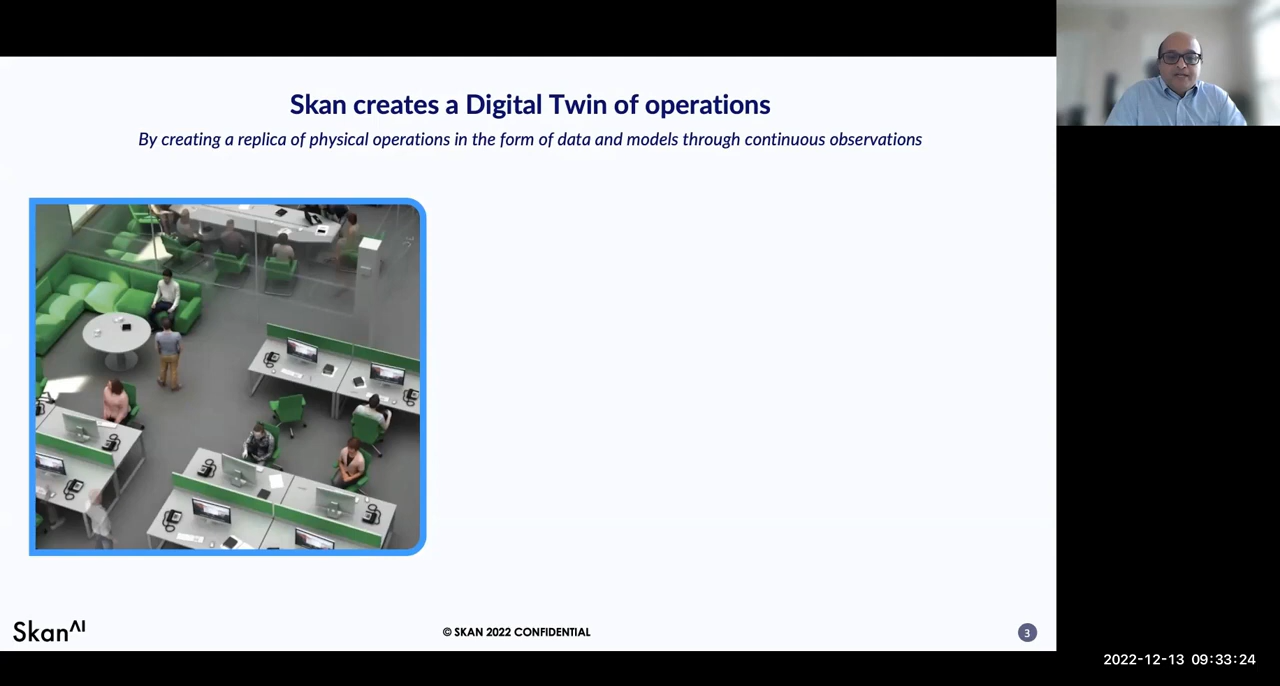 Skan creates a Digital Twin of operations
By creating a replica of physical operations in the form of data and models through continuous observations
Skan AI
© SKAN 2022 CONFIDENTIAL
3
2022-12-13 09:33:24